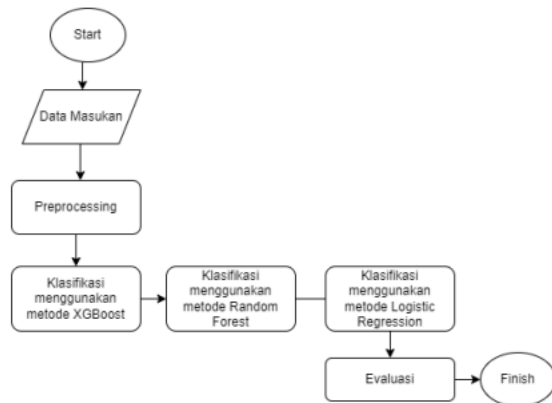 Start
Data Masukan
Preprocessing
Klasifikasi
menggunakan
metode XGBoost
Klasifikasi
menggunakan
metode Random
Forest
Klasifikasi
menggunakan
metode Logistic
Regression
Evaluasi
Finish